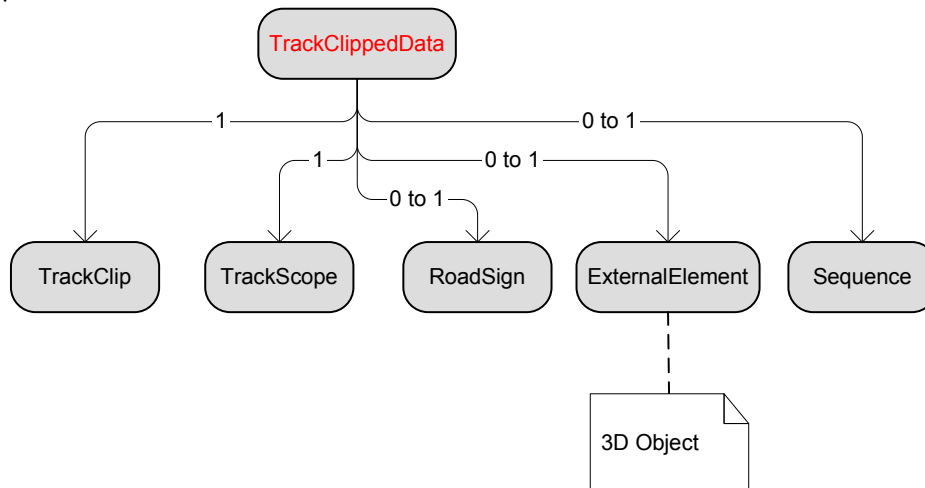 TrackClippedData
1
0 to 1
1
0 to 1
0 to 1
TrackClip
TrackScope
RoadSign
ExternalElement
Sequence
3D Object